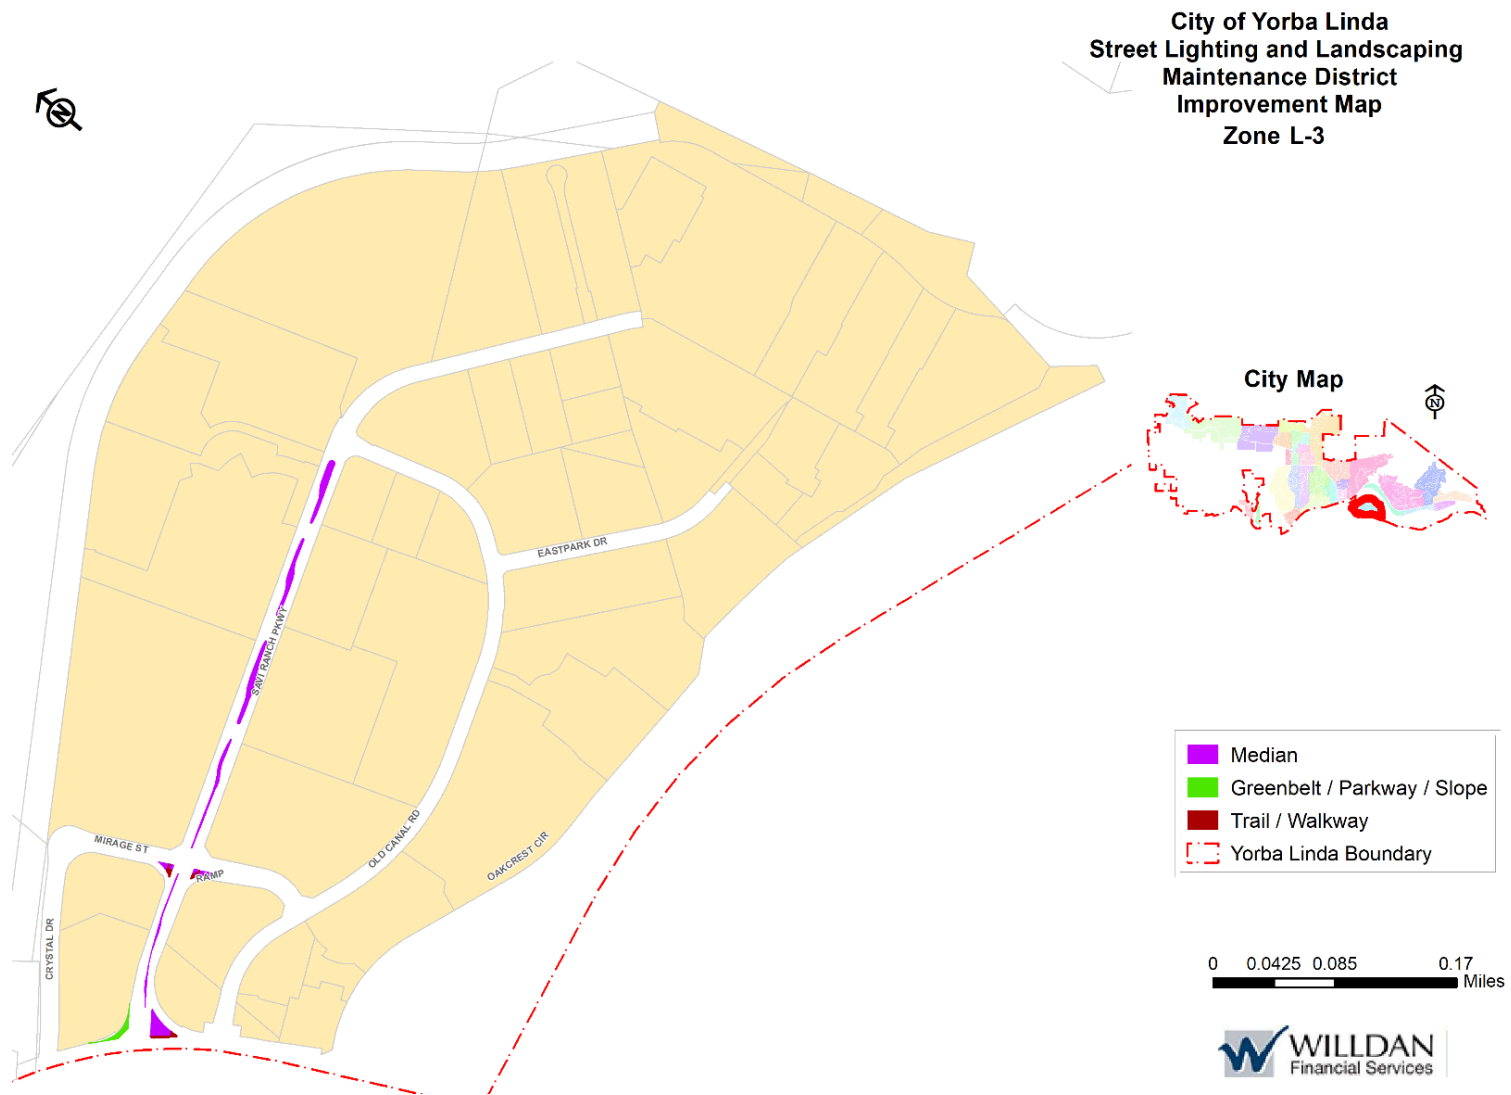 City of Yorba Linda
Street Lighting and Landscaping
Maintenance District
Improvement Map
Zone L-3
N
City Map
N
EASTPARK DR
SAVI RANCH PKWY
MIRAGE ST
RAMP
OLD CANAL RD
OAKCREST CIR
CRYSTAL DR
Median
Greenbelt / Parkway / Slope
Trail / Walkway
Yorba Linda Boundary
0 0.0425 0.085 0.17
Miles
WILLDAN
Financial Services